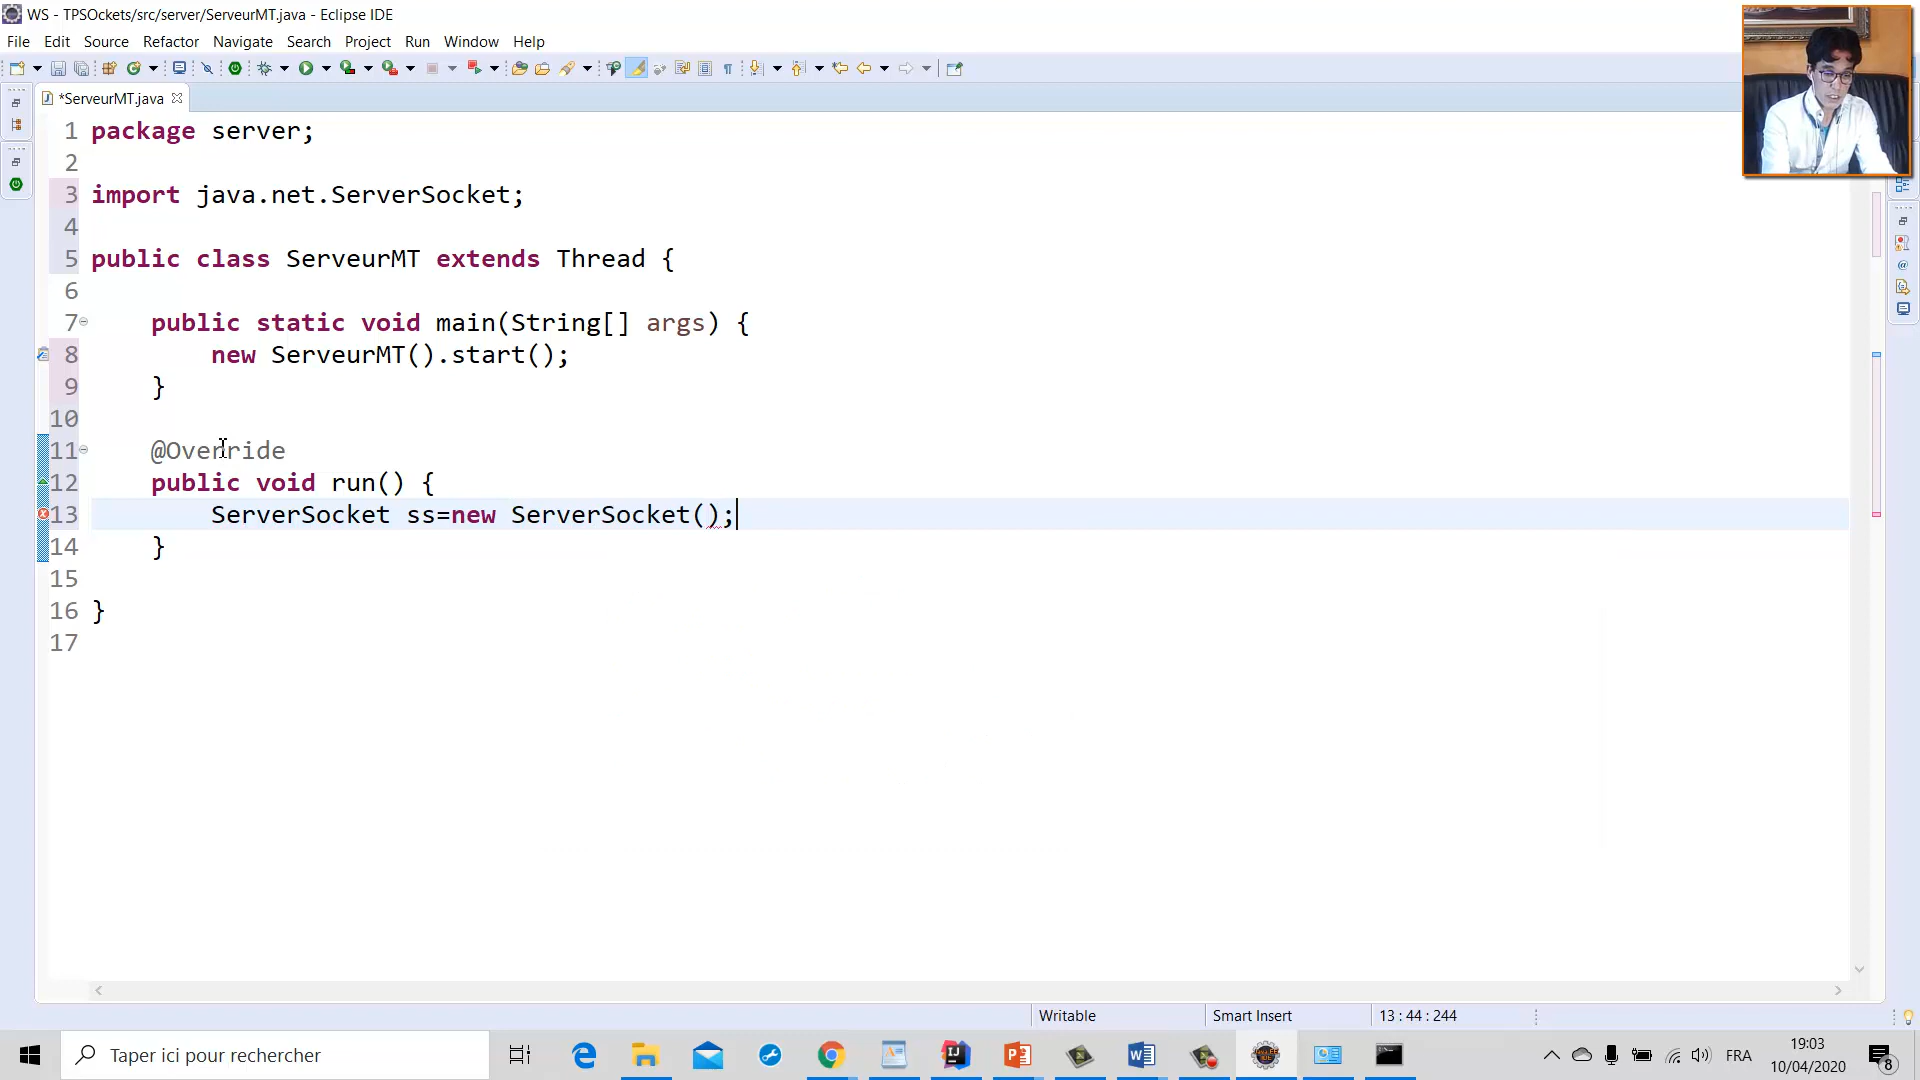 WS - TPSOckets/src/server/ServeurMT.java - Eclipse IDE
File Edit Source Refactor Navigate Search Project Run Window Help
*ServeurMT.java
1 package server;
2
3 import java.net.ServerSocket;
4
5 public class ServeurMT extends Thread {
6
7 public static void main(String[] args) {
8 new ServeurMT().start();
9 }
10
11 @Override
12 public void run() {
13 ServerSocket ss=new ServerSocket();
14 }
15
16 }
17
Writable Smart Insert 13 : 44 : 244
Taper ici pour rechercher
FRA
19:03
10/04/2020
8